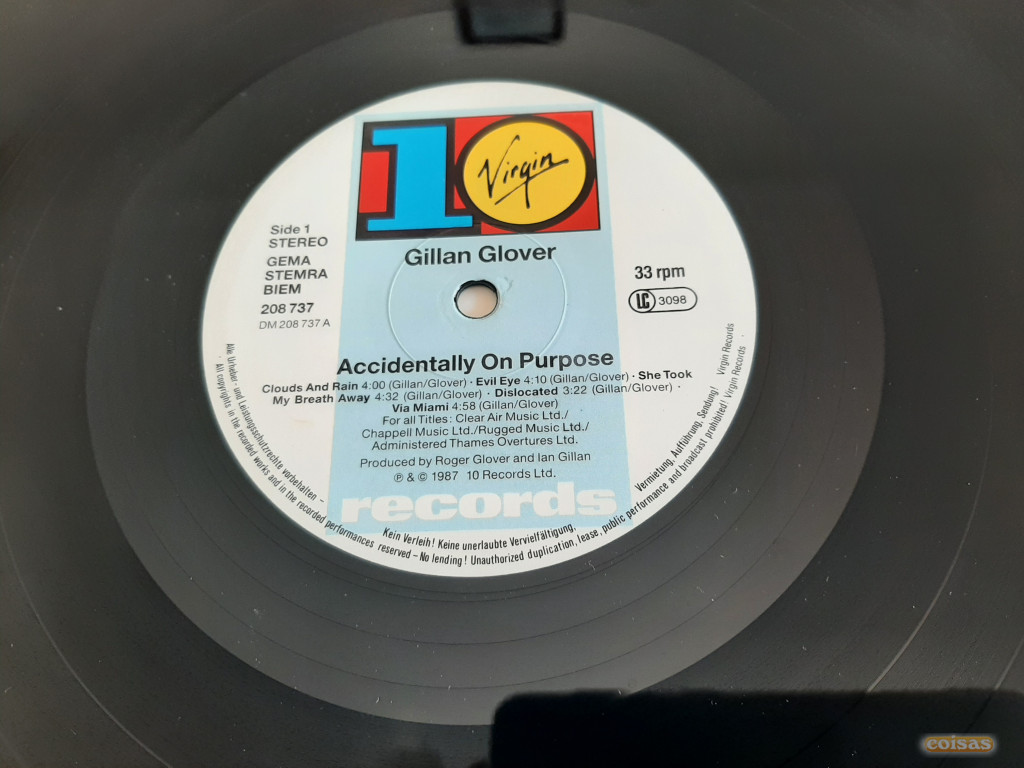 10
Virgin
Side 1
STEREO
GEMA
STEMRA
BIEM
208 737
DM 208 737 A
Gillan Glover
33 rpm
LC 3098
Accidentally On Purpose
Clouds And Rain 4:00 (Gillan/Glover) · Evil Eye 4:10 (Gillan/Glover) · She Took
My Breath Away 4:32 (Gillan/Glover) · Dislocated 3:22 (Gillan/Glover) ·
Via Miami 4:58 (Gillan/Glover)
For all Titles: Clear Air Music Ltd./
Chappell Music Ltd./Rugged Music Ltd./
Administered Thames Overtures Ltd.
Produced by Roger Glover and Ian Gillan
℗ & © 1987 10 Records Ltd.
records
Alle Urheber- und Leistungsschutzrechte vorbehalten – Kein Verleih! Keine unerlaubte Vervielfältigung, Vermietung, Aufführung, Sendung! Virgin Records
· All copyrights in the recorded works and in the recorded performances reserved – No lending! Unauthorized duplication, lease, public performance and broadcast prohibited! Virgin Records ·
coisas